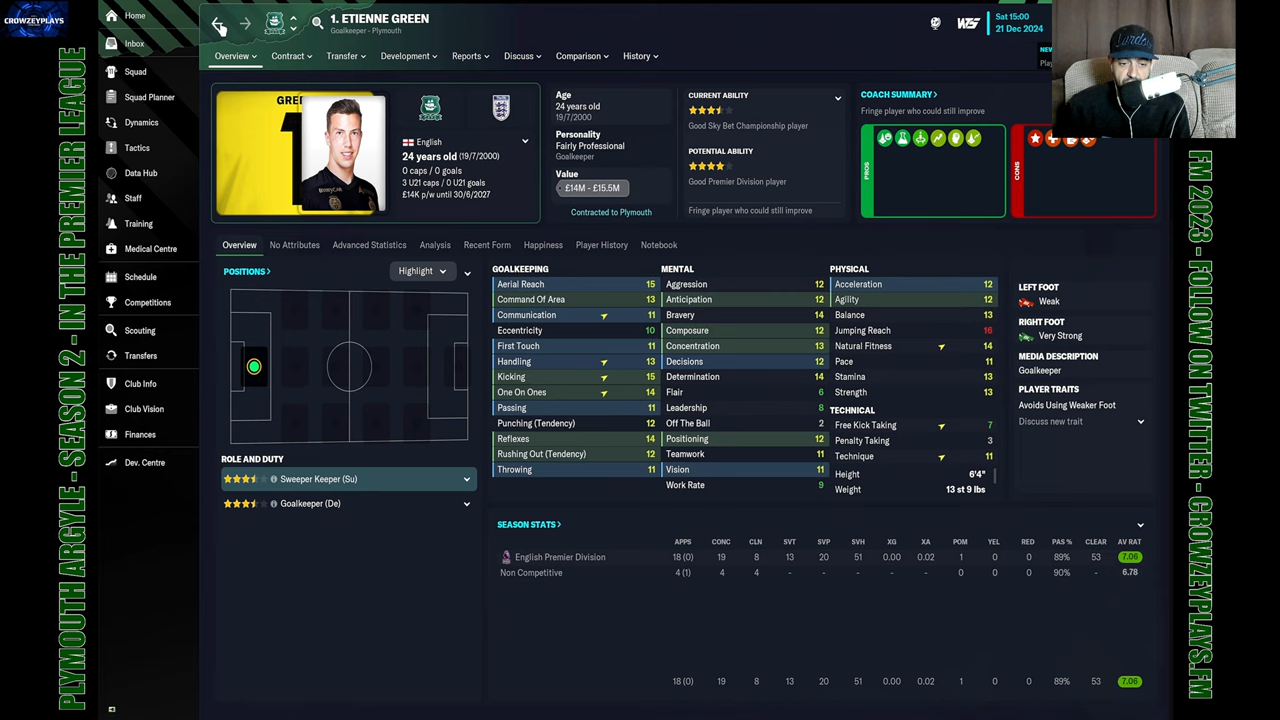 CROWZEYPLAYS
PLYMOUTH ARGYLE - SEASON 2 - IN THE PREMIER LEAGUE
Home
Inbox
Squad
Squad Planner
Dynamics
Tactics
Data Hub
Staff
Training
Medical Centre
Schedule
Competitions
Scouting
Transfers
Club Info
Club Vision
Finances
Dev. Centre
1. ETIENNE GREEN
Goalkeeper - Plymouth
Sat 15:00
21 Dec 2024
Overview Contract Transfer Development Reports Discuss Comparison History
English
24 years old (19/7/2000)
0 caps / 0 goals
3 U21 caps / 0 U21 goals
£14K p/w until 30/6/2027
Age
24 years old
19/7/2000
Personality
Fairly Professional
Goalkeeper
Value
£14M - £15.5M
Contracted to Plymouth
CURRENT ABILITY
Good Sky Bet Championship player
POTENTIAL ABILITY
Good Premier Division player
Fringe player who could still improve
COACH SUMMARY
Fringe player who could still improve
PROS
CONS
Overview No Attributes Advanced Statistics Analysis Recent Form Happiness Player History Notebook
POSITIONS
Highlight
ROLE AND DUTY
Sweeper Keeper (Su)
Goalkeeper (De)
GOALKEEPING
Aerial Reach 15
Command Of Area 13
Communication 11
Eccentricity 10
First Touch 11
Handling 13
Kicking 15
One On Ones 14
Passing 11
Punching (Tendency) 12
Reflexes 14
Rushing Out (Tendency) 12
Throwing 11
MENTAL
Aggression 12
Anticipation 12
Bravery 14
Composure 12
Concentration 13
Decisions 12
Determination 14
Flair 6
Leadership 8
Off The Ball 2
Positioning 12
Teamwork 11
Vision 11
Work Rate 9
PHYSICAL
Acceleration 12
Agility 12
Balance 13
Jumping Reach 16
Natural Fitness 14
Pace 11
Stamina 13
Strength 13
TECHNICAL
Free Kick Taking 7
Penalty Taking 3
Technique 11
Height 6'4"
Weight 13 st 9 lbs
LEFT FOOT
Weak
RIGHT FOOT
Very Strong
MEDIA DESCRIPTION
Goalkeeper
PLAYER TRAITS
Avoids Using Weaker Foot
Discuss new trait
SEASON STATS
APPS CONC CLN SVT SVP SVH XG XA POM YEL RED PAS % CLEAR AV RAT
English Premier Division 18 (0) 19 8 13 20 51 0.00 0.02 1 0 0 89% 53 7.06
Non Competitive 4 (1) 4 4 - - - - - 0 0 0 90% - 6.78
18 (0) 19 8 13 20 51 0.00 0.02 1 0 0 89% 53 7.06
FM 2023 - FOLLOW ON TWITTER - CROWZEYPLAYS.FM